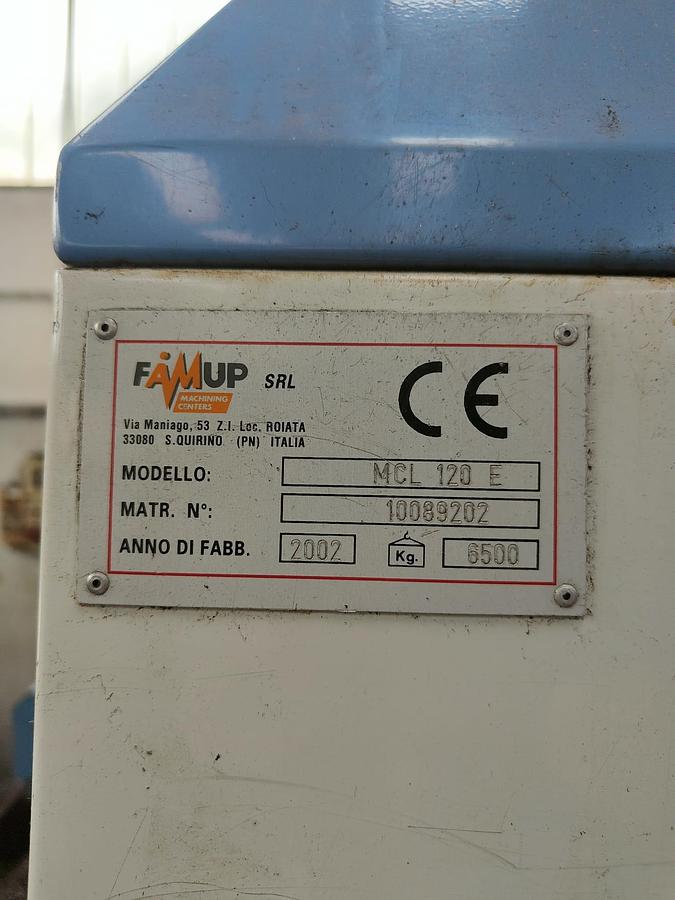 FAMUP SRL
MACHINING
CENTERS
CE
Via Maniago, 53 Z.I. Loc. ROIATA
33080 S.QUIRINO (PN) ITALIA
MODELLO: MCL 120 E
MATR. N°: 10089202
ANNO DI FABB. 2002 Kg. 6500